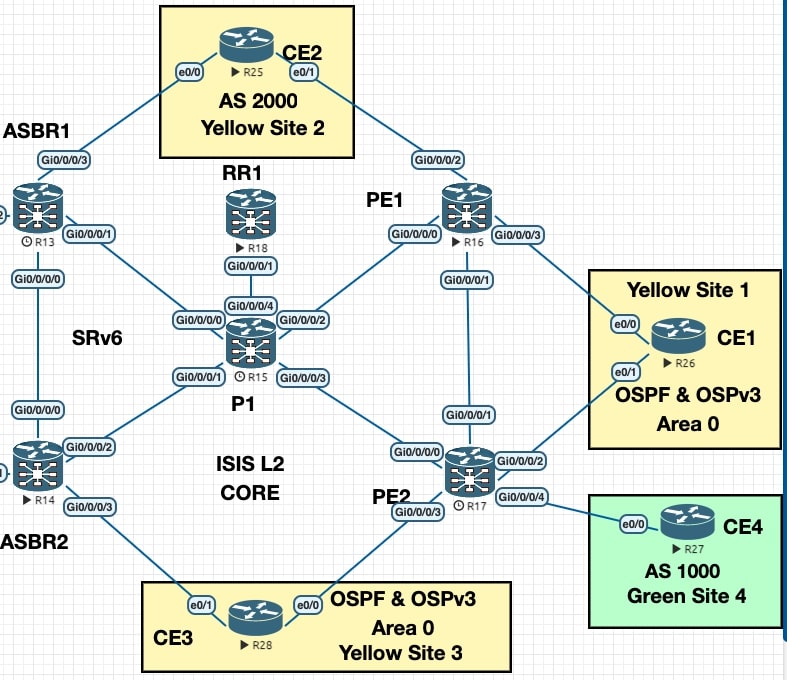 CE2
e0/0
e0/1
R25
AS 2000
Yellow Site 2
ASBR1
Gi0/0/0/3
Gi0/0/0/2
RR1
PE1
2
R13
Gi0/0/0/1
R18
Gi0/0/0/0
R16
Gi0/0/0/3
Gi0/0/0/1
Gi0/0/0/0
Gi0/0/0/1
Yellow Site 1
Gi0/0/0/4
Gi0/0/0/0
Gi0/0/0/2
e0/0
SRv6
CE1
R26
R15
Gi0/0/0/1
Gi0/0/0/3
e0/1
P1
OSPF & OSPv3
Area 0
Gi0/0/0/0
Gi0/0/0/1
Gi0/0/0/2
Gi0/0/0/0
Gi0/0/0/2
ISIS L2
CORE
R14
PE2
R17
Gi0/0/0/4
Gi0/0/0/3
Gi0/0/0/3
e0/0
CE4
ASBR2
R27
AS 1000
Green Site 4
e0/1
e0/0
OSPF & OSPv3
Area 0
Yellow Site 3
CE3
R28